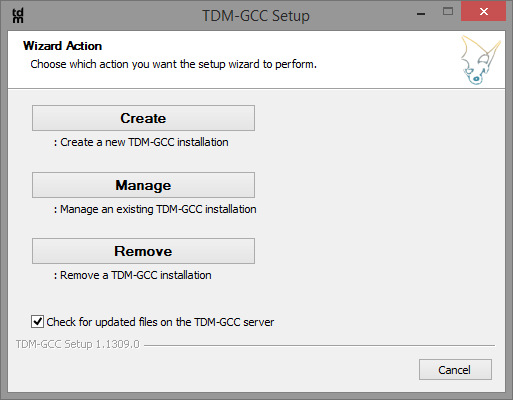 tdm
TDM-GCC Setup
Wizard Action
Choose which action you want the setup wizard to perform.
Create
: Create a new TDM-GCC installation
Manage
: Manage an existing TDM-GCC installation
Remove
: Remove a TDM-GCC installation
Check for updated files on the TDM-GCC server
TDM-GCC Setup 1.1309.0
Cancel